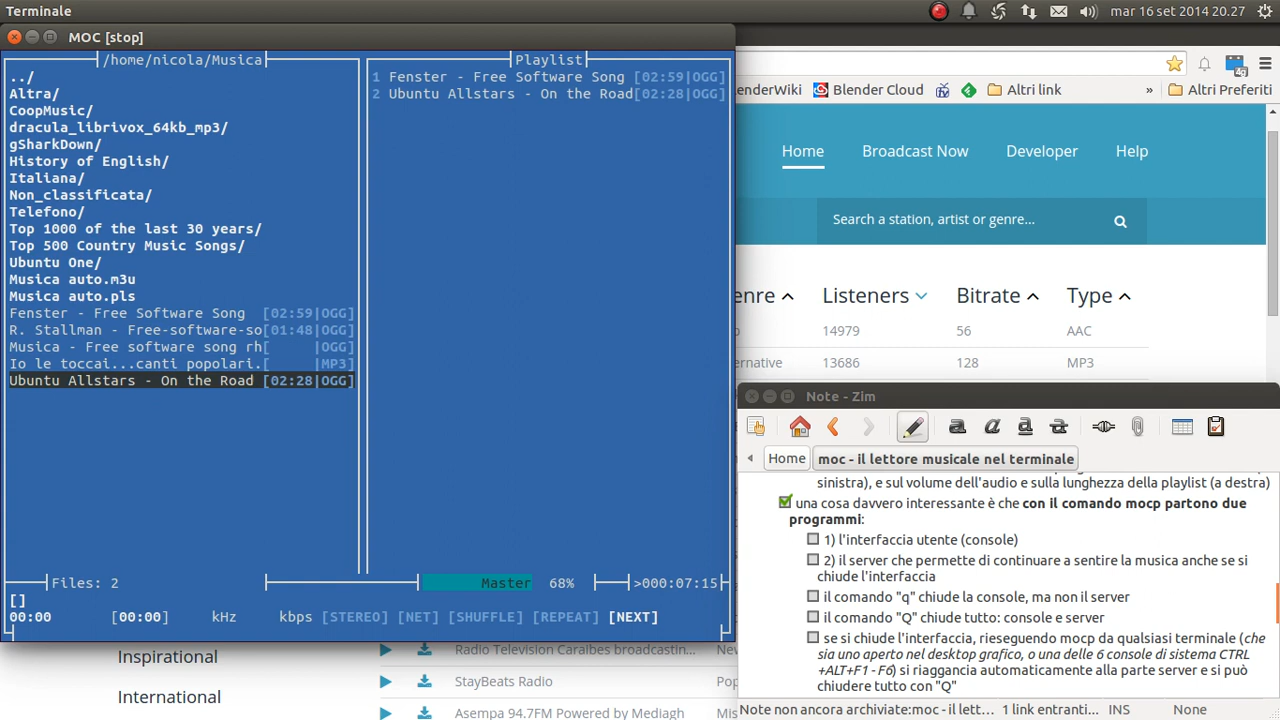 Terminale
mar 16 set 2014 20.27
MOC [stop]
/home/nicola/Musica
../
Altra/
CoopMusic/
dracula_librivox_64kb_mp3/
gSharkDown/
History of English/
Italiana/
Non_classificata/
Telefono/
Top 1000 of the last 30 years/
Top 500 Country Music Songs/
Ubuntu One/
Musica auto.m3u
Musica auto.pls
Fenster - Free Software Song [02:59|OGG]
R. Stallman - Free-software-so[01:48|OGG]
Musica - Free software song rh[ |OGG]
Io le toccai...canti popolari.[ |MP3]
Ubuntu Allstars - On the Road [02:28|OGG]
Playlist
1 Fenster - Free Software Song [02:59|OGG]
2 Ubuntu Allstars - On the Road[02:28|OGG]
Files: 2
Master 68% >000:07:15
[]
00:00 [00:00] kHz kbps [STEREO] [NET] [SHUFFLE] [REPEAT] [NEXT]
enderWiki Blender Cloud Altri link » Altri Preferiti
Home Broadcast Now Developer Help
Search a station, artist or genre...
enre Listeners Bitrate Type
14979 56 AAC
ernative 13686 128 MP3
Inspirational
International
Radio Television Caraibes broadcastin... Nev
StayBeats Radio Pop
Asempa 94.7FM Powered by Mediagh Mis
Note - Zim
Home moc - il lettore musicale nel terminale
sinistra), e sul volume dell'audio e sulla lunghezza della playlist (a destra)
una cosa davvero interessante è che con il comando mocp partono due
programmi:
1) l'interfaccia utente (console)
2) il server che permette di continuare a sentire la musica anche se si
chiude l'interfaccia
il comando "q" chiude la console, ma non il server
il comando "Q" chiude tutto: console e server
se si chiude l'interfaccia, rieseguendo mocp da qualsiasi terminale (che
sia uno aperto nel desktop grafico, o una delle 6 console di sistema CTRL
+ALT+F1 - F6) si riaggancia automaticamente alla parte server e si può
chiudere tutto con "Q"
Note non ancora archiviate:moc - il lett... 1 link entranti... INS None